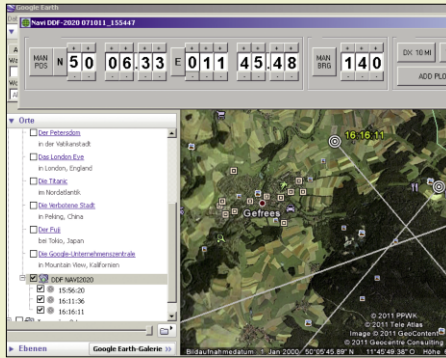 Google Earth
Navi DDF-2020 071011_155447
MAN POS
N 50 06.33 E 011 45.48
MAN BRG
140
DX 10 MI
ADD PLO
Orte
Der Petersdom
in der Vatikanstadt
Das London Eye
in London, England
Die Titanic
im Nordatlantik
Die Verbotene Stadt
in Peking, China
Der Fuji
bei Tokio, Japan
Die Google-Unternehmenszentrale
in Mountain View, Kalifornien
DDF-NAVI2020
15:56:20
16:11:36
16:16:11
Ebenen
Google Earth-Galerie >>
16:16:11
Gefrees
© 2011 PPWK
© 2011 Tele Atlas
Image © 2011 GeoContent
© 2011 Geocentre Consulting
Bildaufnahmedatum: 1 Jan 2000 50°05'45.89" N 11°45'49.38" O Höhe